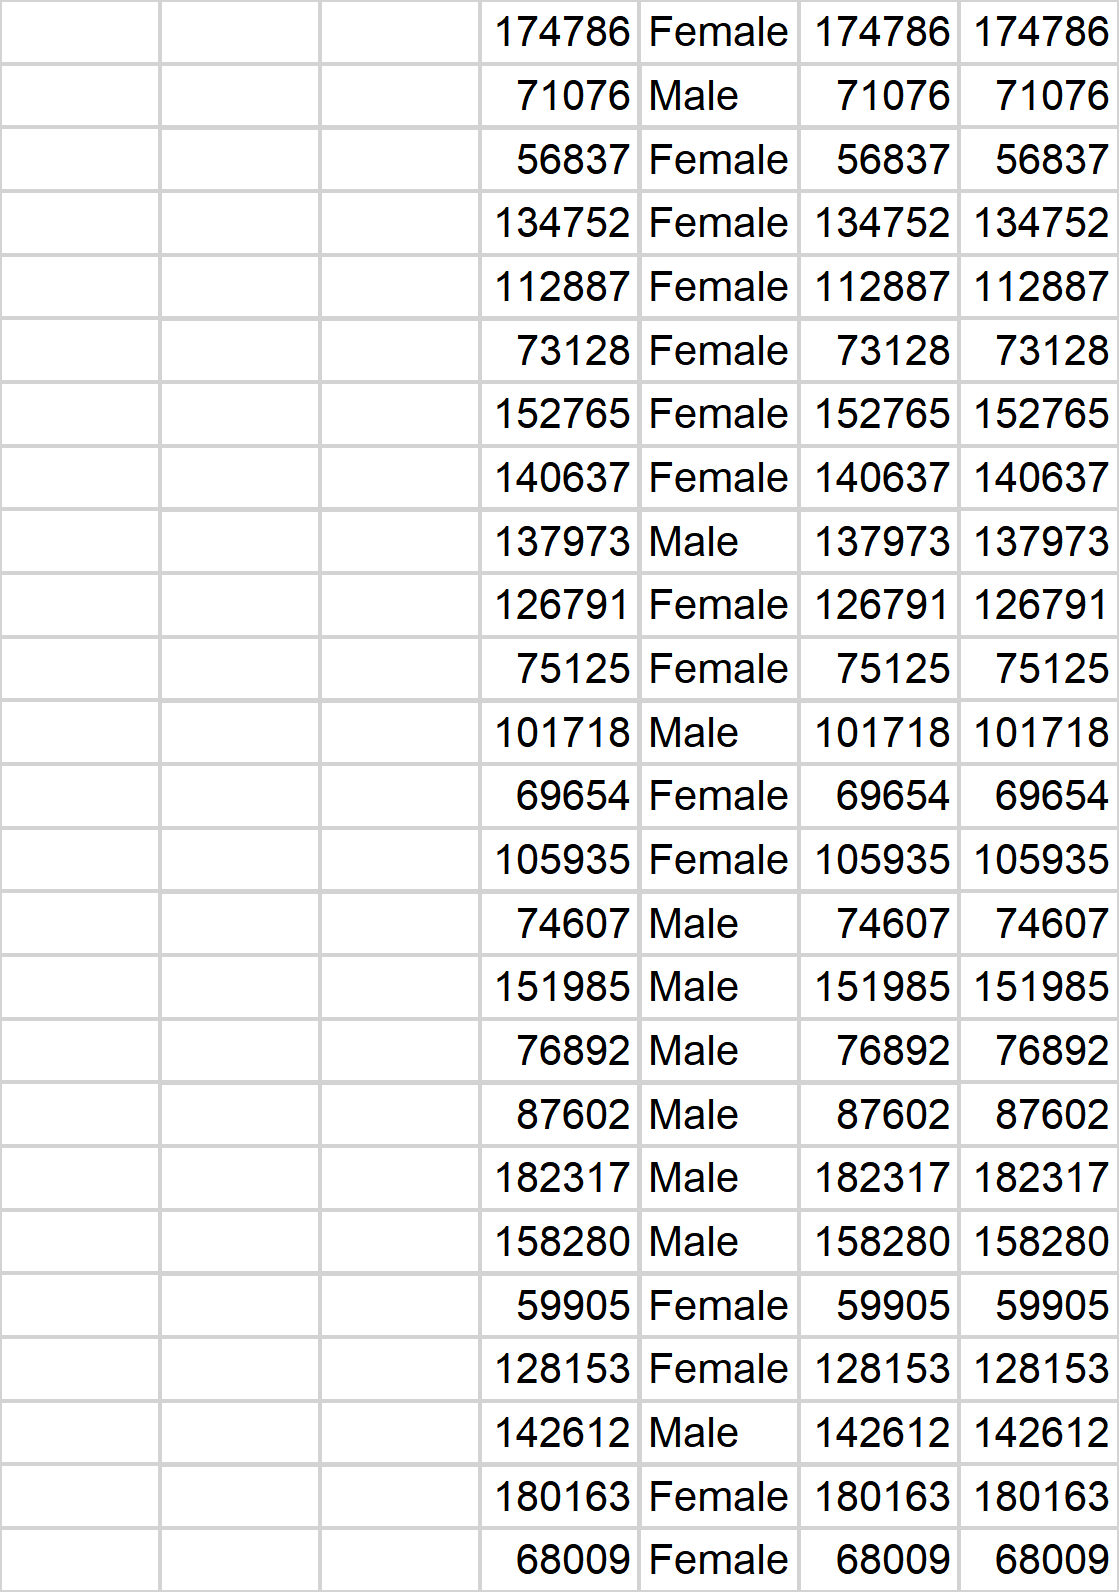 174786 Female 174786 174786
71076 Male 71076 71076
56837 Female 56837 56837
134752 Female 134752 134752
112887 Female 112887 112887
73128 Female 73128 73128
152765 Female 152765 152765
140637 Female 140637 140637
137973 Male 137973 137973
126791 Female 126791 126791
75125 Female 75125 75125
101718 Male 101718 101718
69654 Female 69654 69654
105935 Female 105935 105935
74607 Male 74607 74607
151985 Male 151985 151985
76892 Male 76892 76892
87602 Male 87602 87602
182317 Male 182317 182317
158280 Male 158280 158280
59905 Female 59905 59905
128153 Female 128153 128153
142612 Male 142612 142612
180163 Female 180163 180163
68009 Female 68009 68009